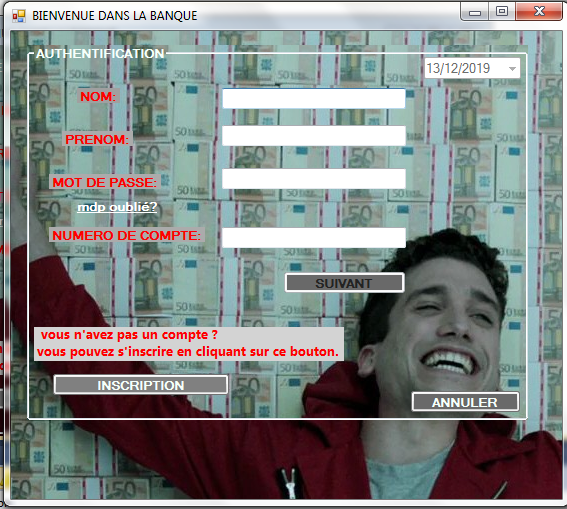 BIENVENUE DANS LA BANQUE
AUTHENTIFICATION
13/12/2019
NOM:
PRENOM:
MOT DE PASSE:
mdp oublié?
NUMERO DE COMPTE:
SUIVANT
vous n'avez pas un compte ?
vous pouvez s'inscrire en cliquant sur ce bouton.
INSCRIPTION
ANNULER